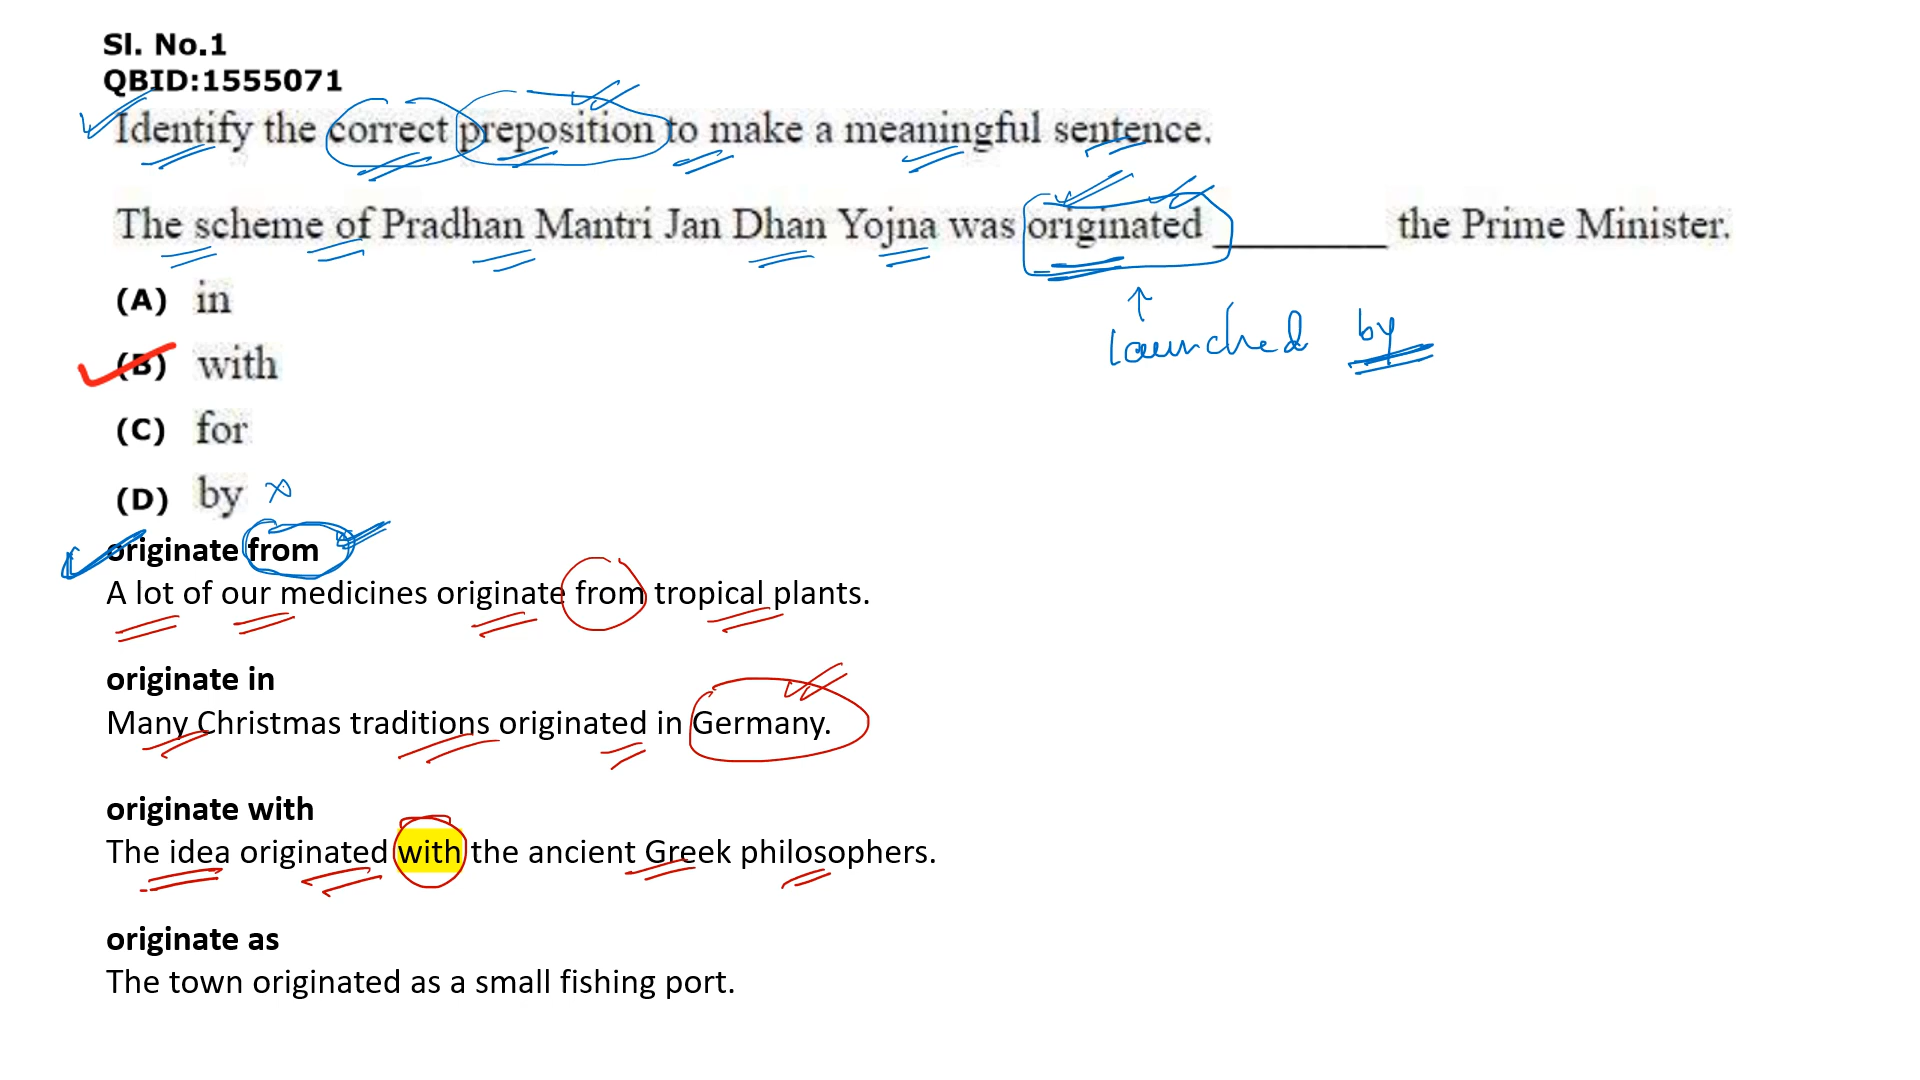 Sl. No.1
QBID:1555071
Identify the correct preposition to make a meaningful sentence.
The scheme of Pradhan Mantri Jan Dhan Yojna was originated ________ the Prime Minister.
(A) in
launched by
(B) with
(C) for
(D) by
originate from
A lot of our medicines originate from tropical plants.
originate in
Many Christmas traditions originated in Germany.
originate with
The idea originated with the ancient Greek philosophers.
originate as
The town originated as a small fishing port.